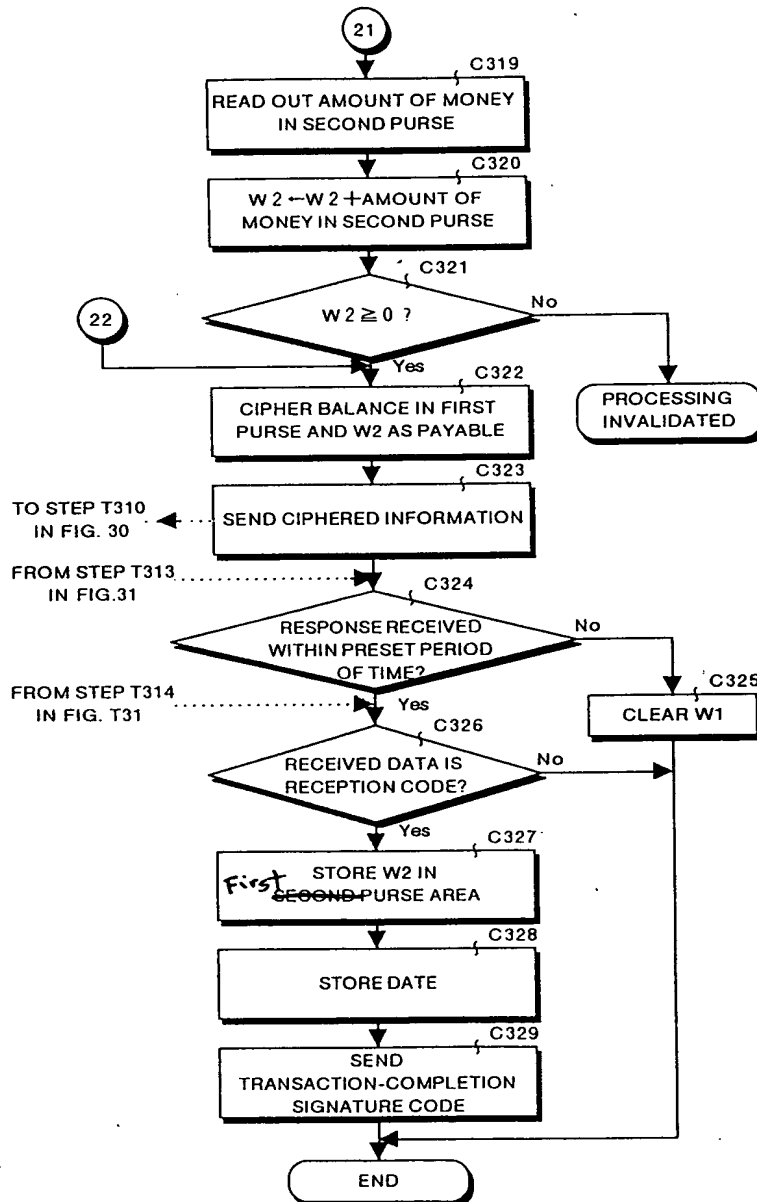 21
C319
READ OUT AMOUNT OF MONEY
IN SECOND PURSE
C320
W2←W2+AMOUNT OF
MONEY IN SECOND PURSE
C321
W2≧0 ?
No
22
Yes
C322
CIPHER BALANCE IN FIRST
PURSE AND W2 AS PAYABLE
PROCESSING
INVALIDATED
C323
TO STEP T310
IN FIG. 30
SEND CIPHERED INFORMATION
FROM STEP T313
IN FIG.31
C324
RESPONSE RECEIVED
WITHIN PRESET PERIOD
OF TIME?
No
C325
CLEAR W1
FROM STEP T314
IN FIG. T31
Yes
C326
RECEIVED DATA IS
RECEPTION CODE?
No
Yes
C327
STORE W2 IN
First SECOND PURSE AREA
C328
STORE DATE
C329
SEND
TRANSACTION-COMPLETION
SIGNATURE CODE
END